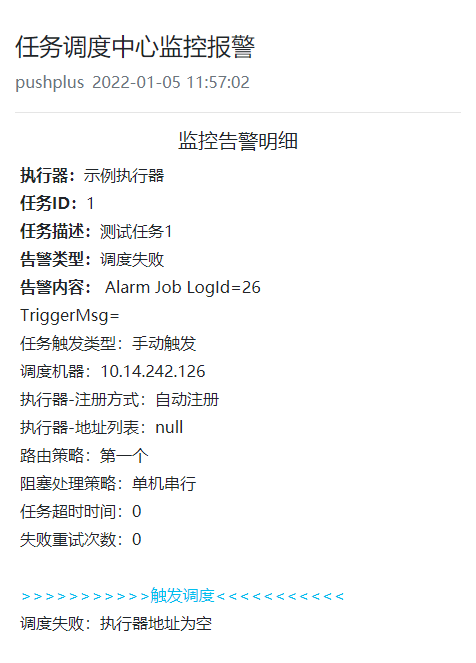 任务调度中心监控报警
pushplus 2022-01-05 11:57:02
监控告警明细
执行器：示例执行器
任务ID：1
任务描述：测试任务1
告警类型：调度失败
告警内容： Alarm Job LogId=26
TriggerMsg=
任务触发类型：手动触发
调度机器：10.14.242.126
执行器-注册方式：自动注册
执行器-地址列表：null
路由策略：第一个
阻塞处理策略：单机串行
任务超时时间：0
失败重试次数：0
>>>>>>>>>>>触发调度<<<<<<<<<<<
调度失败：执行器地址为空